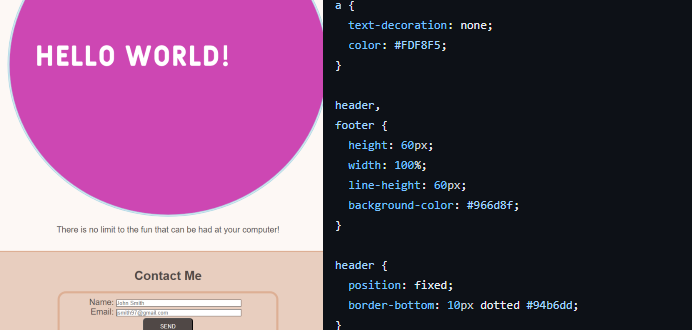 HELLO WORLD!
There is no limit to the fun that can be had at your computer!
Contact Me
Name: John Smith
Email: jsmith97@gmail.com
SEND
a {
text-decoration: none;
color: #FDF8F5;
}
header,
footer {
height: 60px;
width: 100%;
line-height: 60px;
background-color: #966d8f;
}
header {
position: fixed;
border-bottom: 10px dotted #94b6dd;
}